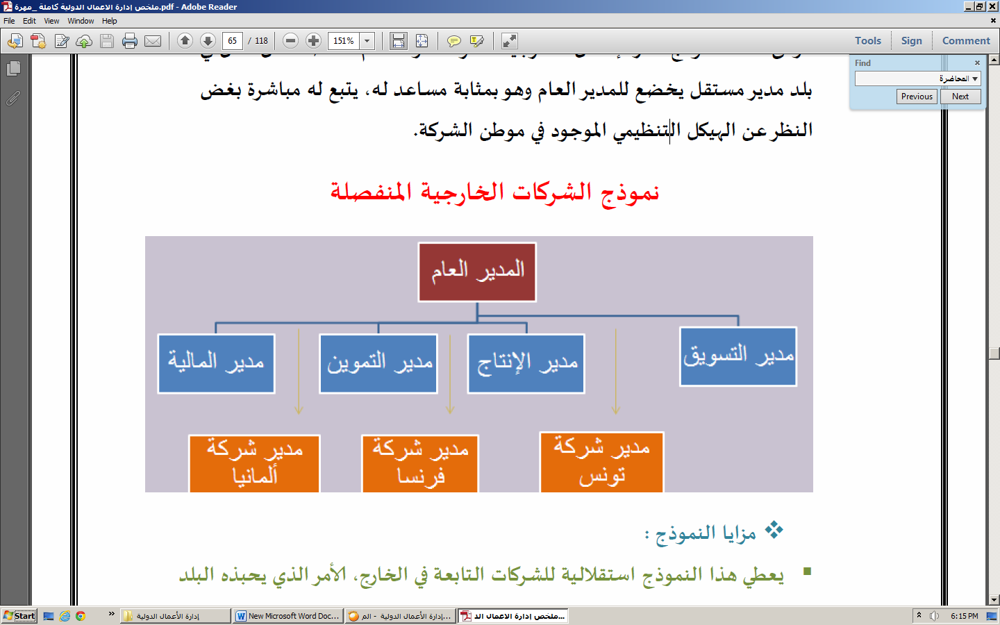 ملخص إدارة الاعمال الدولية كاملة _مهرة.pdf - Adobe Reader
File Edit View Window Help
65 / 118 151% Tools Sign Comment
Find
المحاضرة
Previous Next
بلد مدير مستقل يخضع للمدير العام وهو بمثابة مساعد له، يتبع له مباشرة بغض
النظر عن الهيكل التنظيمي الموجود في موطن الشركة.
نموذج الشركات الخارجية المنفصلة
المدير العام
مدير التسويق
مدير الإنتاج
مدير التموين
مدير المالية
مدير شركة
تونس
مدير شركة
فرنسا
مدير شركة
ألمانيا
❖ مزايا النموذج :
▪ يعطي هذا النموذج استقلالية للشركات التابعة في الخارج، الأمر الذي يحبذه البلد
Start
إدارة الأعمال الدولية
New Microsoft Word Doc...
إدارة الأعمال الدولية - الم...
ملخص إدارة الاعمال الد...
6:15 PM